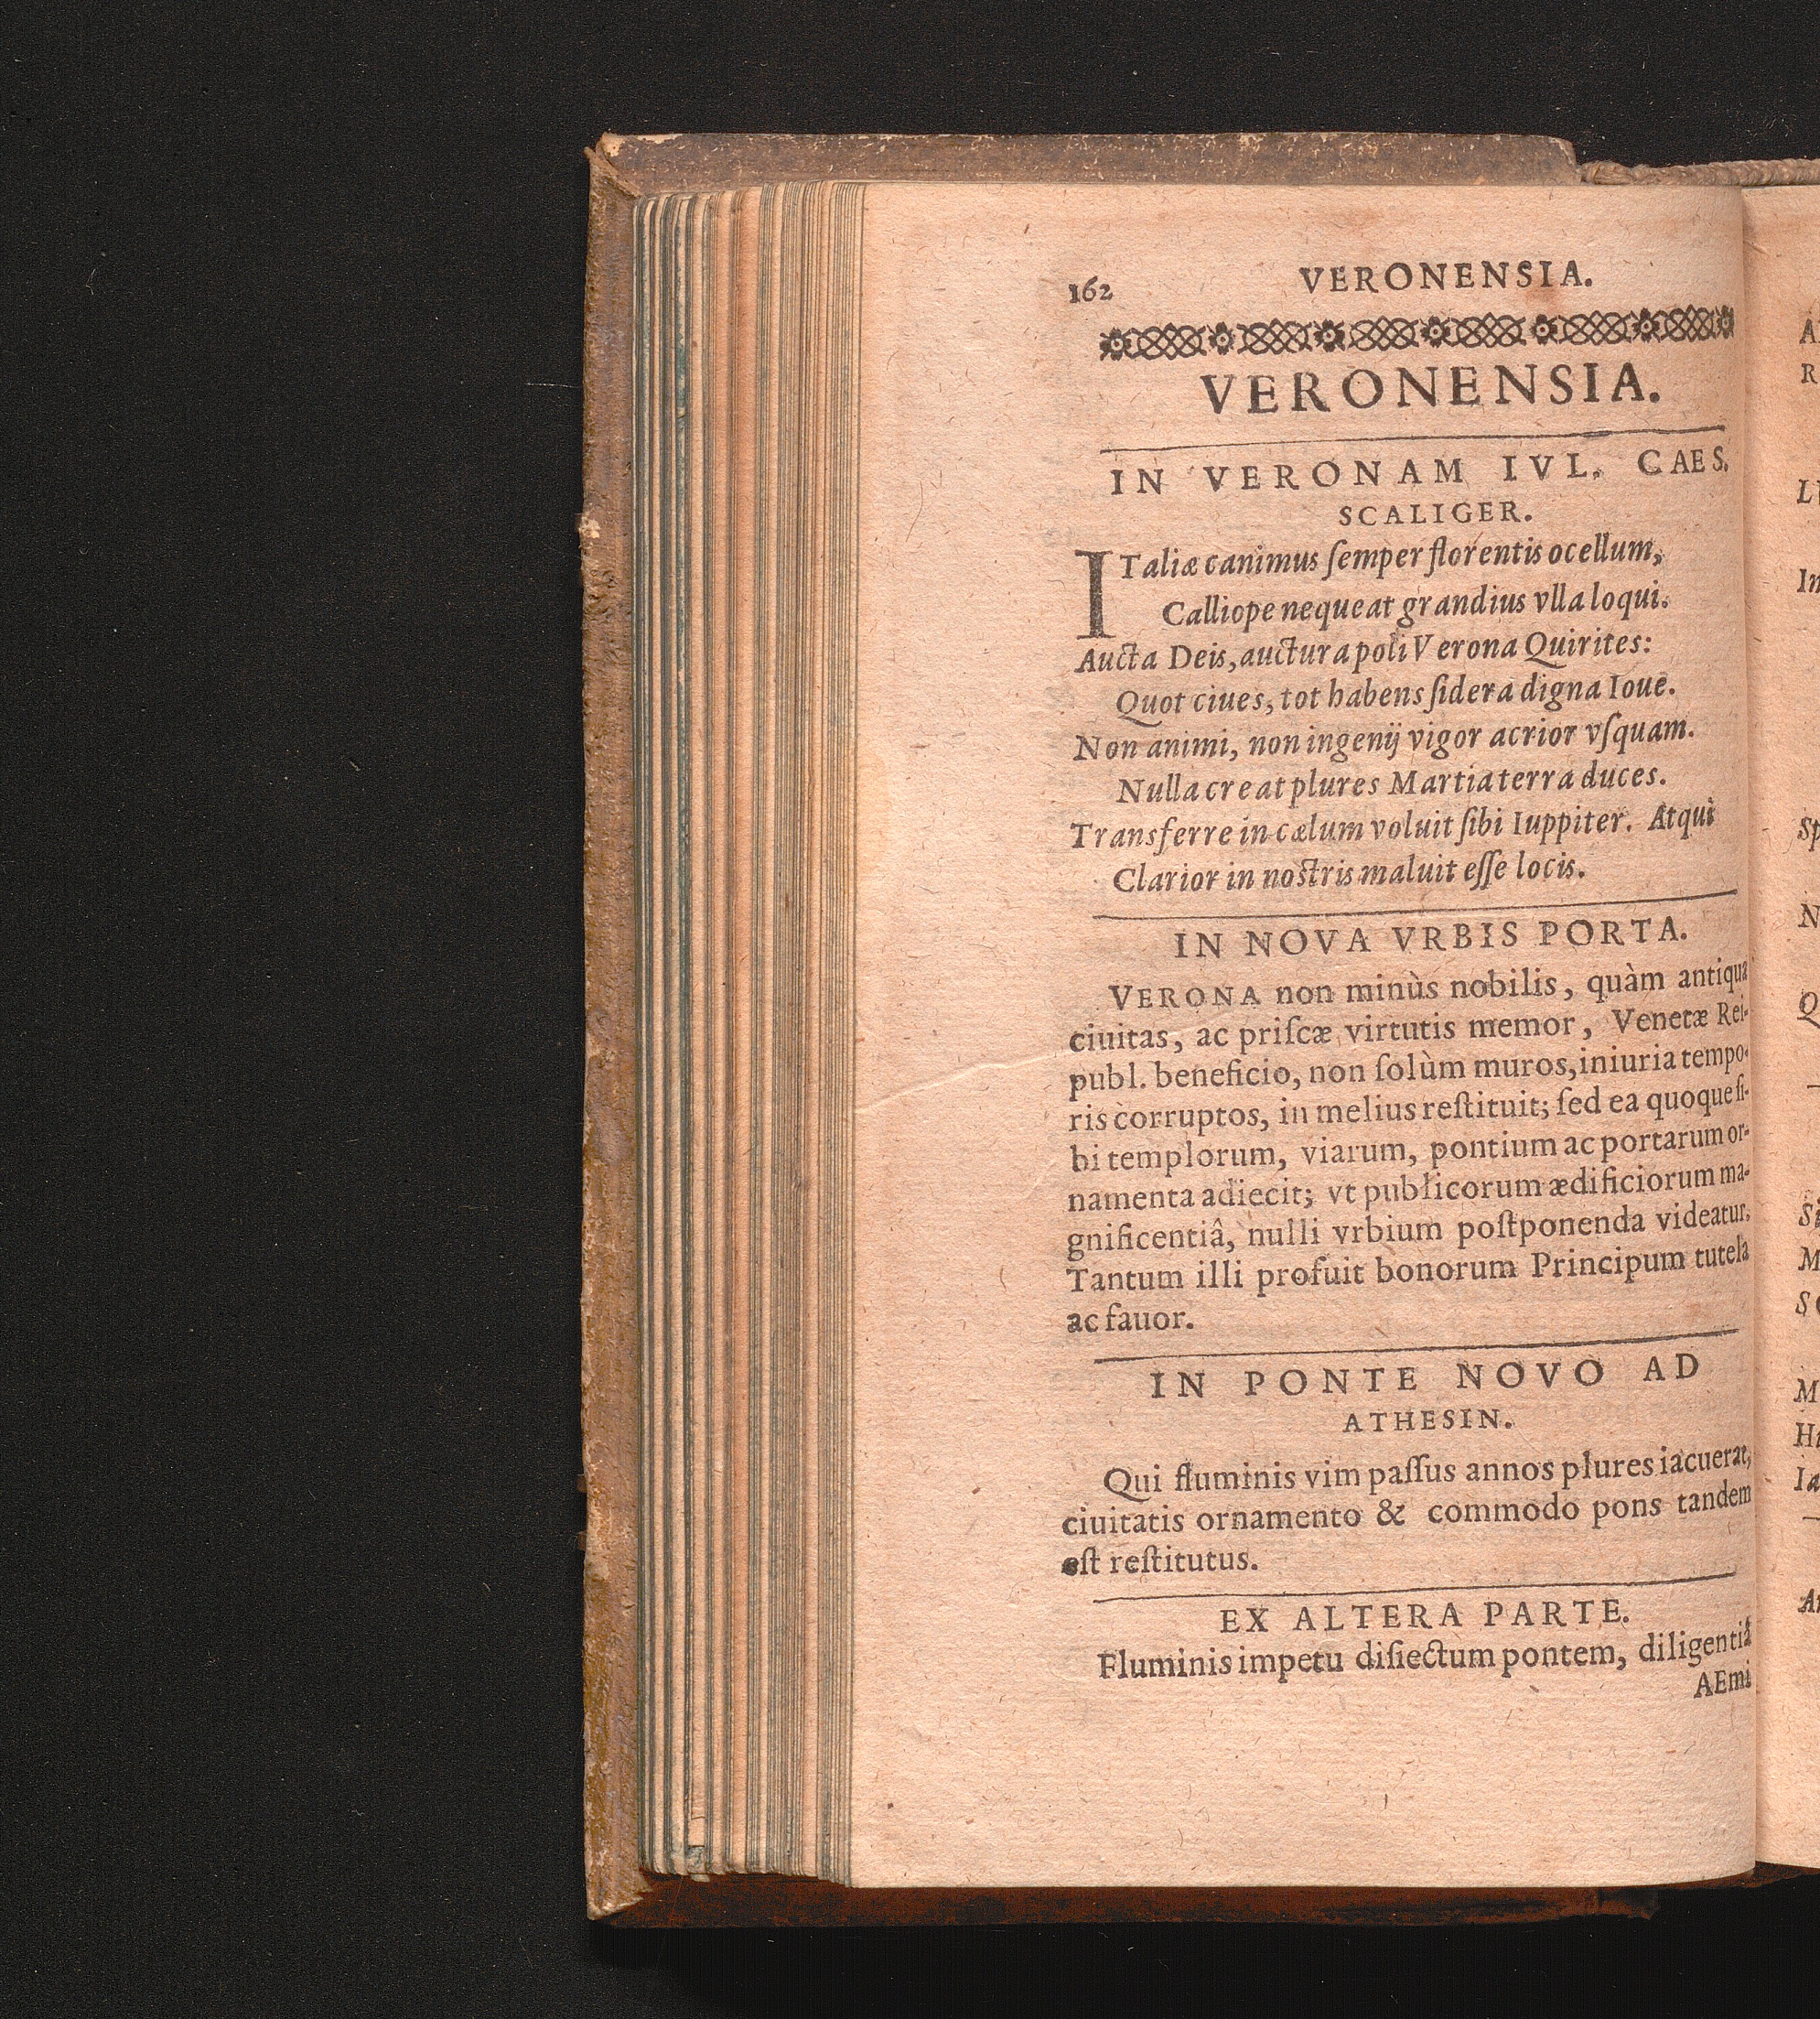 162 VERONENSIA.
VERONENSIA.
IN VERONAM IVL. CAES.
SCALIGER.
ITaliæ canimus ſemper florentis ocellum,
Calliope nequeat grandius vlla loqui.
Aucta Deis, auctura poli Verona Quirites:
Quot ciues, tot habens ſidera digna Ioue.
Non animi, non ingenij vigor acrior vſquam.
Nulla creat plures Martia terra duces.
Transferre in cælum voluit ſibi Iuppiter. Atqui
Clarior in noſtris maluit eſſe locis.
IN NOVA VRBIS PORTA.
VERONA non minùs nobilis, quàm antiqua
ciuitas, ac priſcæ virtutis memor, Venetæ Rei-
publ. beneficio, non ſolùm muros, iniuria tempo-
ris corruptos, in melius reſtituit; ſed ea quoque ſi-
bi templorum, viarum, pontium ac portarum or-
namenta adiecit; vt publicorum ædificiorum ma-
gnificentiâ, nulli vrbium poſtponenda videatur.
Tantum illi profuit bonorum Principum tutela
ac fauor.
IN PONTE NOVO AD
ATHESIN.
Qui fluminis vim paſſus annos plures iacuerat,
ciuitatis ornamento & commodo pons tandem
eſt reſtitutus.
EX ALTERA PARTE.
Fluminis impetu diſiectum pontem, diligentiâ
AEmi